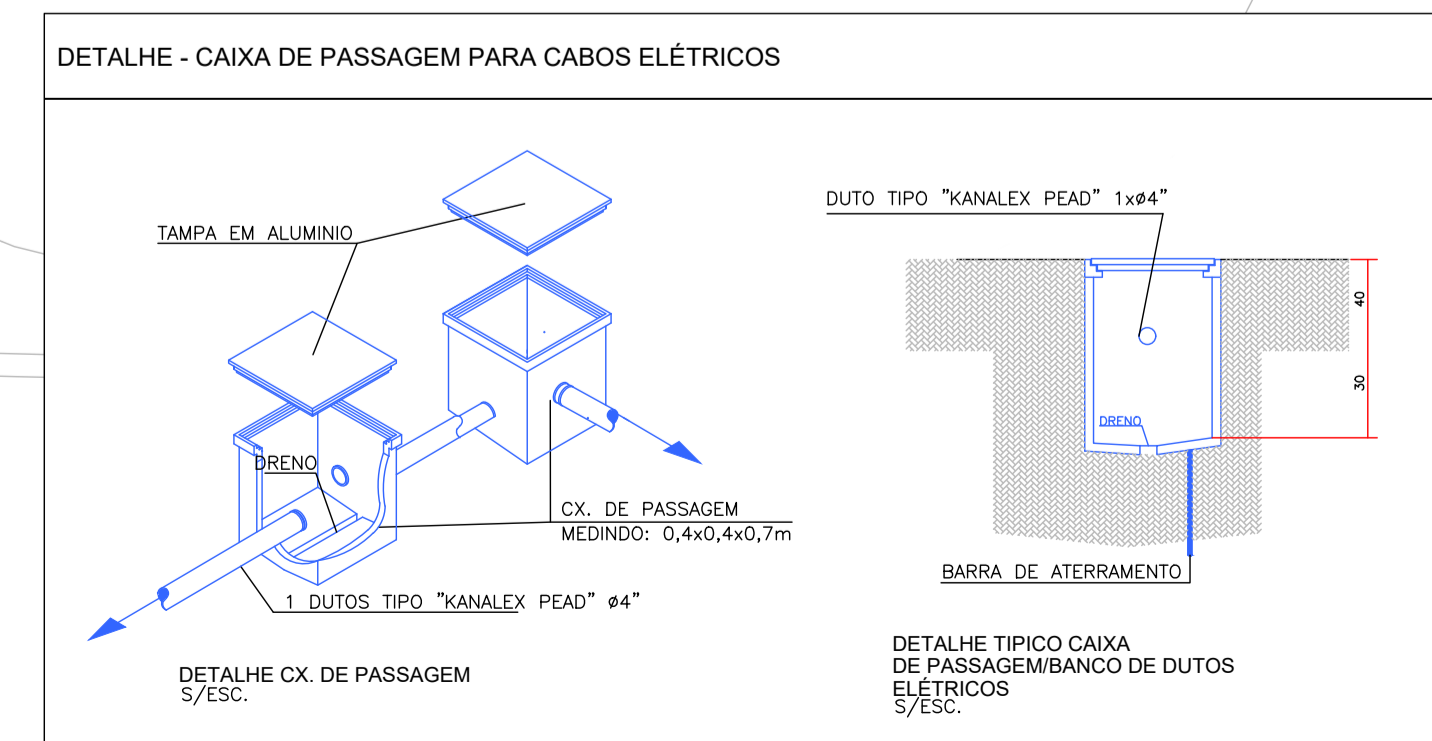 DETALHE - CAIXA DE PASSAGEM PARA CABOS ELÉTRICOS
TAMPA EM ALUMINIO
DRENO
CX. DE PASSAGEM
MEDINDO: 0,4x0,4x0,7m
1 DUTOS TIPO "KANALEX PEAD" ø4"
DETALHE CX. DE PASSAGEM
S/ESC.
DUTO TIPO "KANALEX PEAD" 1xø4"
40
30
DRENO
BARRA DE ATERRAMENTO
DETALHE TIPICO CAIXA
DE PASSAGEM/BANCO DE DUTOS
ELÉTRICOS
S/ESC.